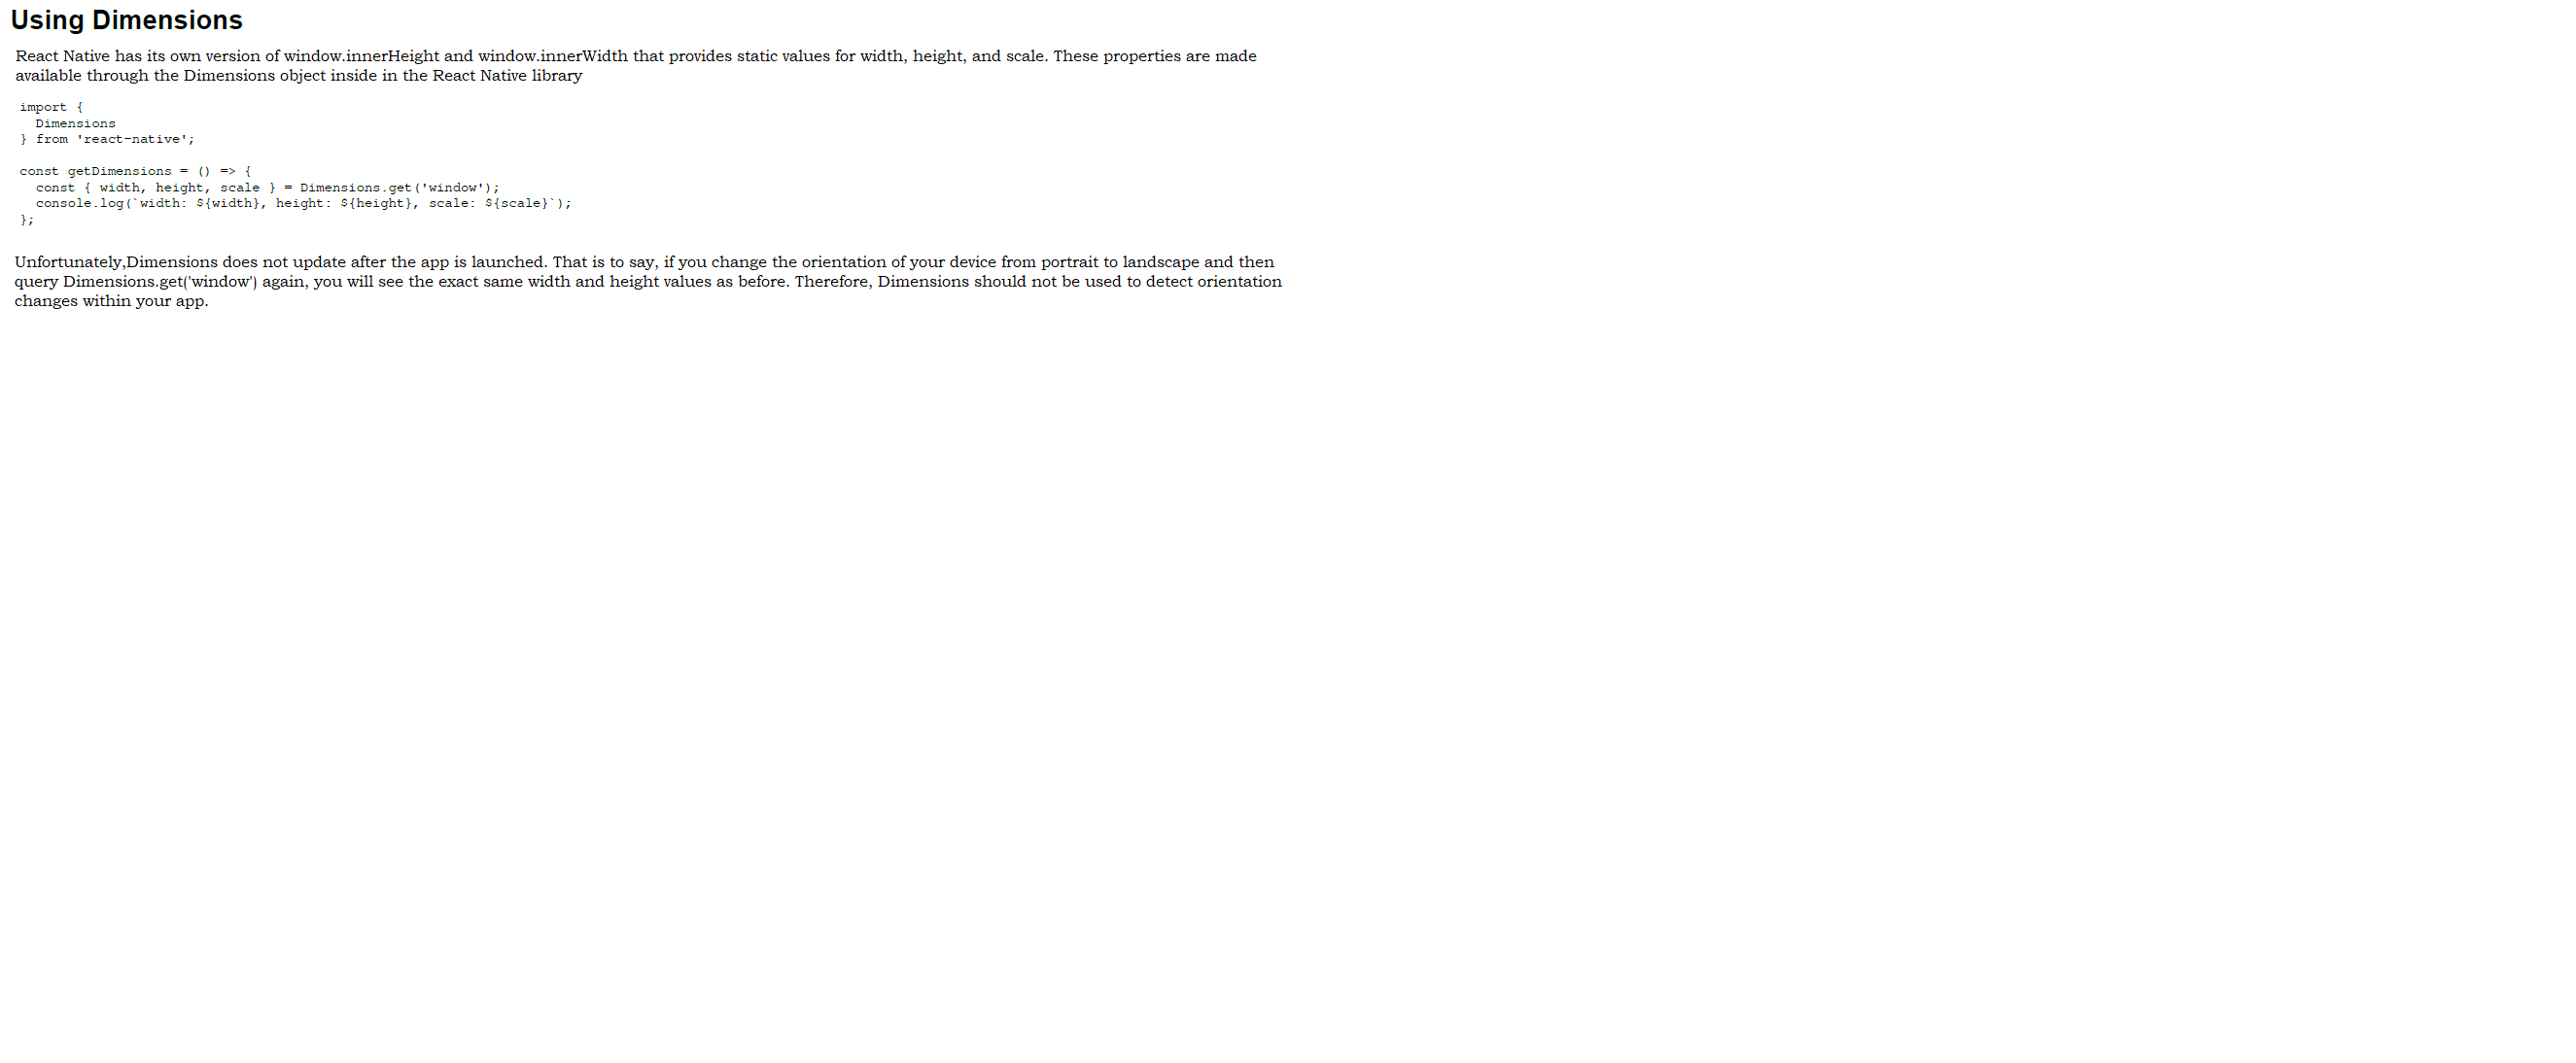 Using Dimensions
React Native has its own version of window.innerHeight and window.innerWidth that provides static values for width, height, and scale. These properties are made
available through the Dimensions object inside in the React Native library
import {
  Dimensions
} from 'react-native';
const getDimensions = () => {
  const { width, height, scale } = Dimensions.get('window');
  console.log(`width: ${width}, height: ${height}, scale: ${scale}`);
};
Unfortunately,Dimensions does not update after the app is launched. That is to say, if you change the orientation of your device from portrait to landscape and then
query Dimensions.get('window') again, you will see the exact same width and height values as before. Therefore, Dimensions should not be used to detect orientation
changes within your app.